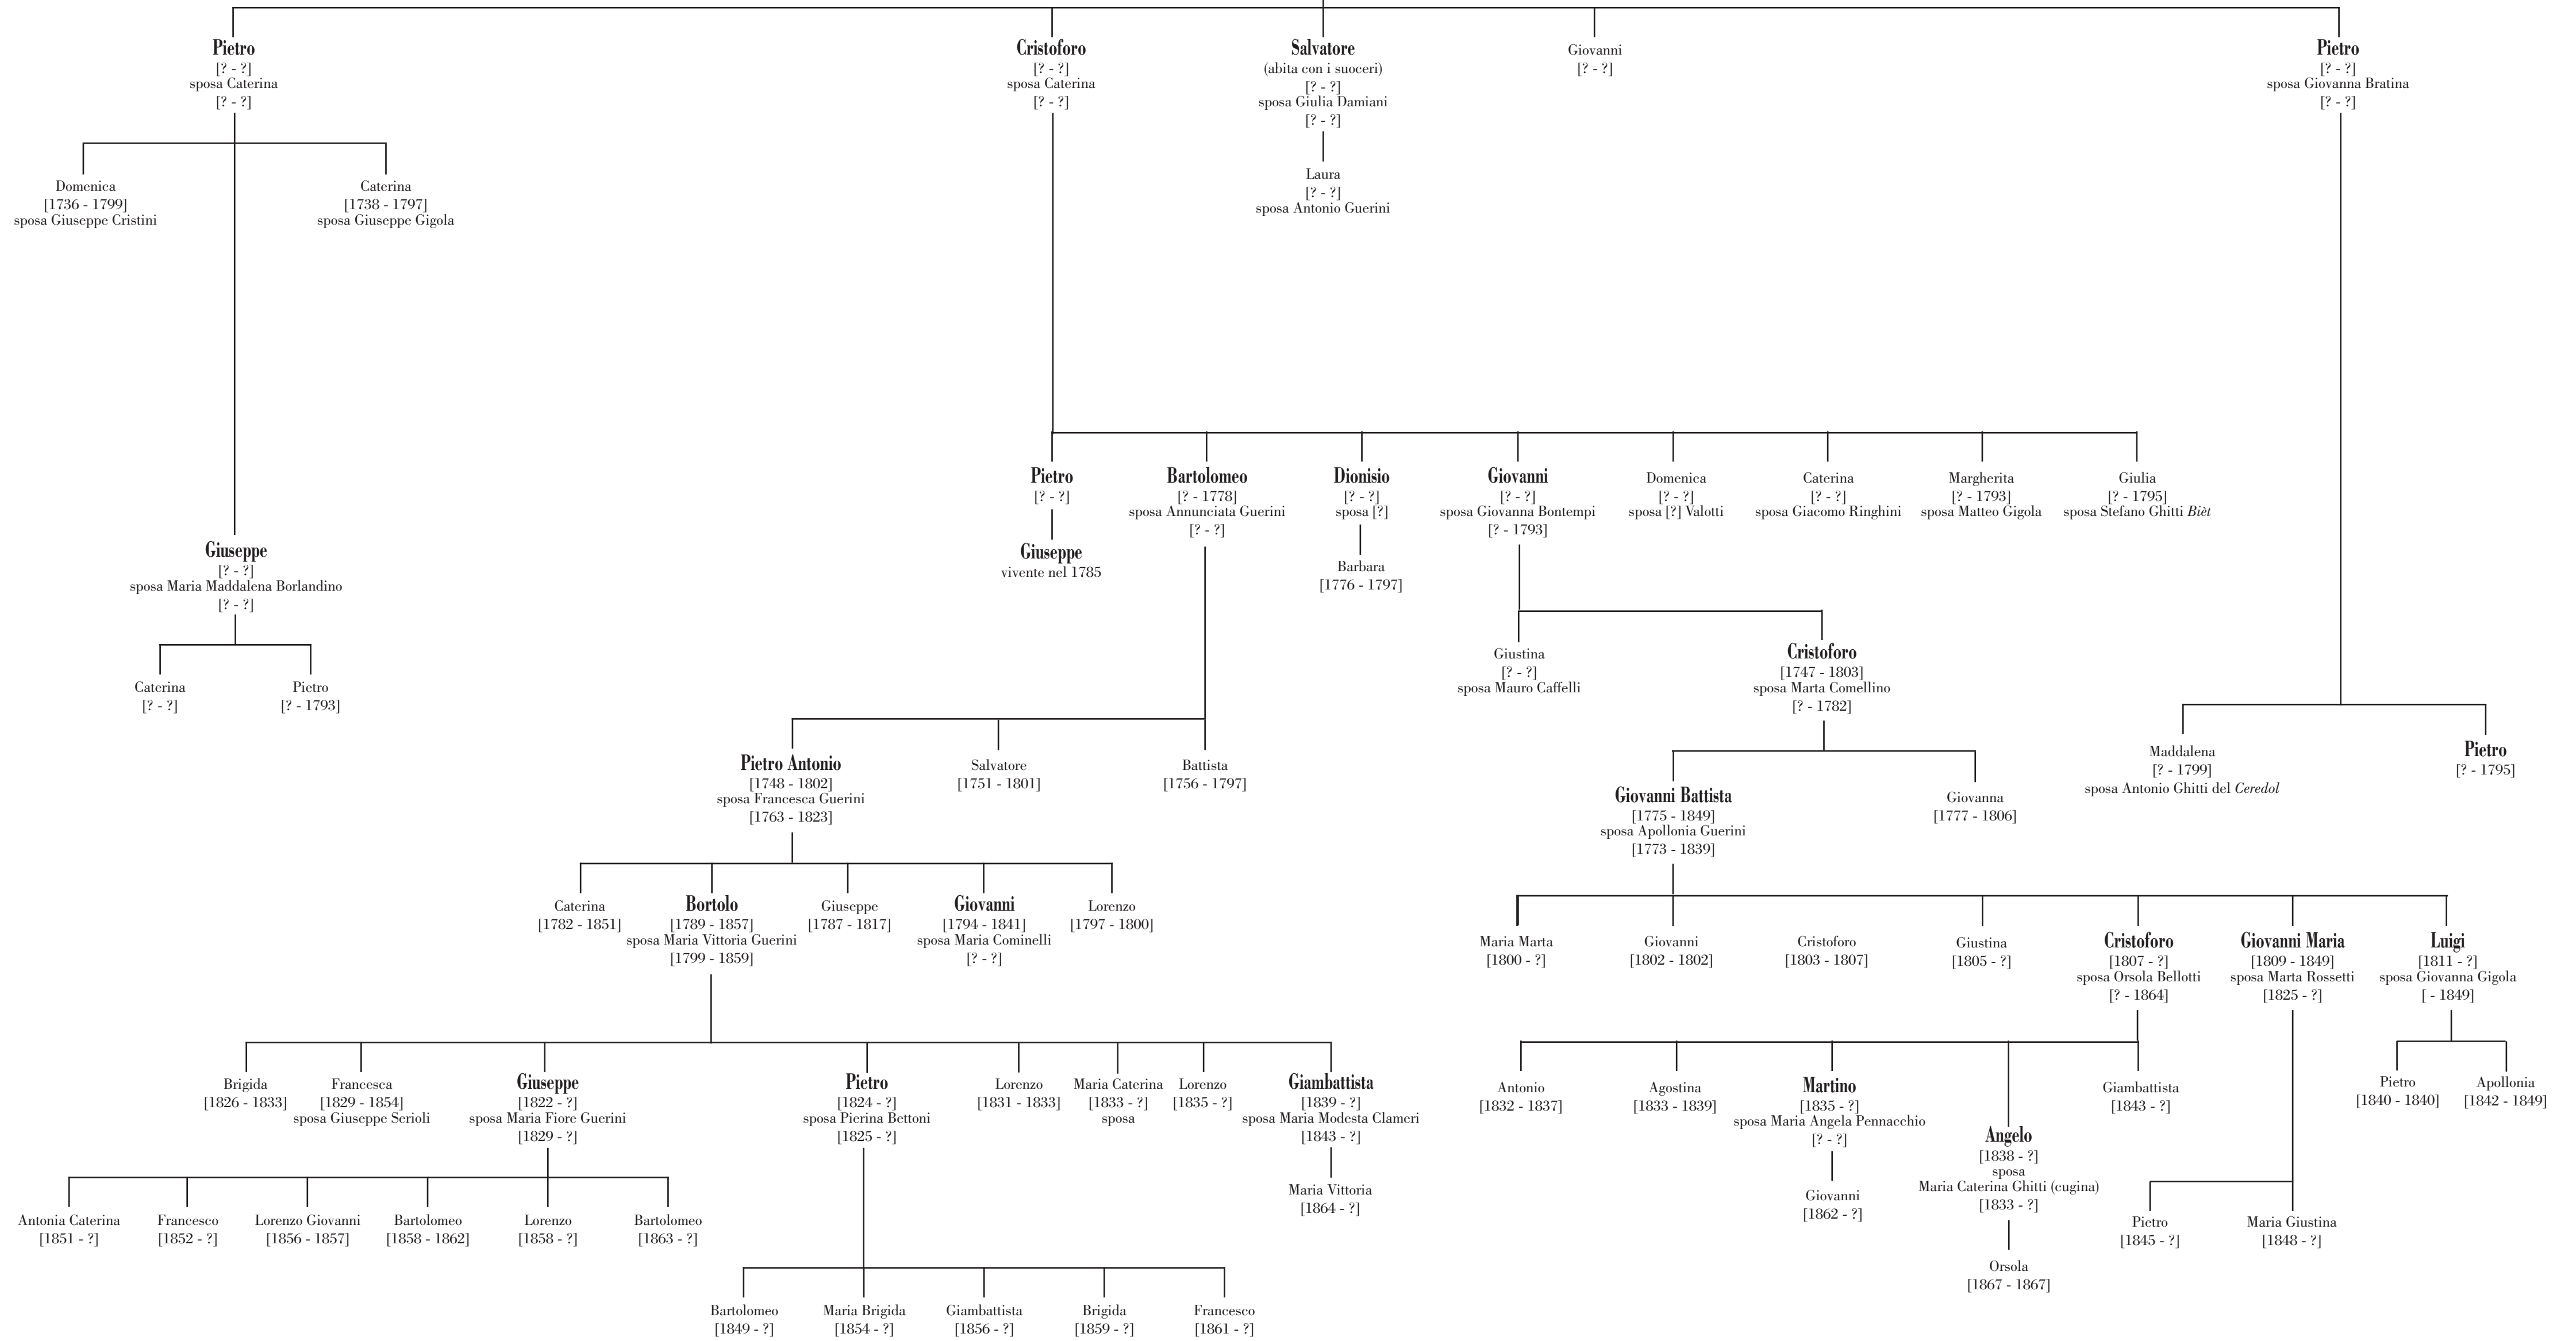 Pietro
[? - ?]
sposa Caterina
[? - ?]
Cristoforo
[? - ?]
sposa Caterina
[? - ?]
Salvatore
(abita con i suoceri)
[? - ?]
sposa Giulia Damiani
[? - ?]
Giovanni
[? - ?]
Pietro
[? - ?]
sposa Giovanna Bratina
[? - ?]
Domenica
[1736 - 1799]
sposa Giuseppe Cristini
Caterina
[1738 - 1797]
sposa Giuseppe Gigola
Laura
[? - ?]
sposa Antonio Guerini
Pietro
[? - ?]
Bartolomeo
[? - 1778]
sposa Annunciata Guerini
[? - ?]
Dionisio
[? - ?]
sposa [?]
Giovanni
[? - ?]
sposa Giovanna Bontempi
[? - 1793]
Domenica
[? - ?]
sposa [?] Valotti
Caterina
[? - ?]
sposa Giacomo Ringhini
Margherita
[? - 1793]
sposa Matteo Gigola
Giulia
[? - 1795]
sposa Stefano Ghitti Bièt
Giuseppe
[? - ?]
sposa Maria Maddalena Borlandino
[? - ?]
Giuseppe
vivente nel 1785
Barbara
[1776 - 1797]
Giustina
[? - ?]
sposa Mauro Caffelli
Cristoforo
[1747 - 1803]
sposa Marta Comellino
[? - 1782]
Caterina
[? - ?]
Pietro
[? - 1793]
Pietro Antonio
[1748 - 1802]
sposa Francesca Guerini
[1763 - 1823]
Salvatore
[1751 - 1801]
Battista
[1756 - 1797]
Maddalena
[? - 1799]
sposa Antonio Ghitti del Ceredol
Pietro
[? - 1795]
Giovanni Battista
[1775 - 1849]
sposa Apollonia Guerini
[1773 - 1839]
Giovanna
[1777 - 1806]
Caterina
[1782 - 1851]
Bortolo
[1789 - 1857]
sposa Maria Vittoria Guerini
[1799 - 1859]
Giuseppe
[1787 - 1817]
Giovanni
[1794 - 1841]
sposa Maria Cominelli
[? - ?]
Lorenzo
[1797 - 1800]
Maria Marta
[1800 - ?]
Giovanni
[1802 - 1802]
Cristoforo
[1803 - 1807]
Giustina
[1805 - ?]
Cristoforo
[1807 - ?]
sposa Orsola Bellotti
[? - 1864]
Giovanni Maria
[1809 - 1849]
sposa Marta Rossetti
[1825 - ?]
Luigi
[1811 - ?]
sposa Giovanna Gigola
[ - 1849]
Brigida
[1826 - 1833]
Francesca
[1829 - 1854]
sposa Giuseppe Serioli
Giuseppe
[1822 - ?]
sposa Maria Fiore Guerini
[1829 - ?]
Pietro
[1824 - ?]
sposa Pierina Bettoni
[1825 - ?]
Lorenzo
[1831 - 1833]
Maria Caterina
[1833 - ?]
sposa
Lorenzo
[1835 - ?]
Giambattista
[1839 - ?]
sposa Maria Modesta Clameri
[1843 - ?]
Antonio
[1832 - 1837]
Agostina
[1833 - 1839]
Martino
[1835 - ?]
sposa Maria Angela Pennacchio
[? - ?]
Angelo
[1838 - ?]
sposa
Maria Caterina Ghitti (cugina)
[1833 - ?]
Giambattista
[1843 - ?]
Pietro
[1840 - 1840]
Apollonia
[1842 - 1849]
Antonia Caterina
[1851 - ?]
Francesco
[1852 - ?]
Lorenzo Giovanni
[1856 - 1857]
Bartolomeo
[1858 - 1862]
Lorenzo
[1858 - ?]
Bartolomeo
[1863 - ?]
Maria Vittoria
[1864 - ?]
Giovanni
[1862 - ?]
Pietro
[1845 - ?]
Maria Giustina
[1848 - ?]
Orsola
[1867 - 1867]
Bartolomeo
[1849 - ?]
Maria Brigida
[1854 - ?]
Giambattista
[1856 - ?]
Brigida
[1859 - ?]
Francesco
[1861 - ?]